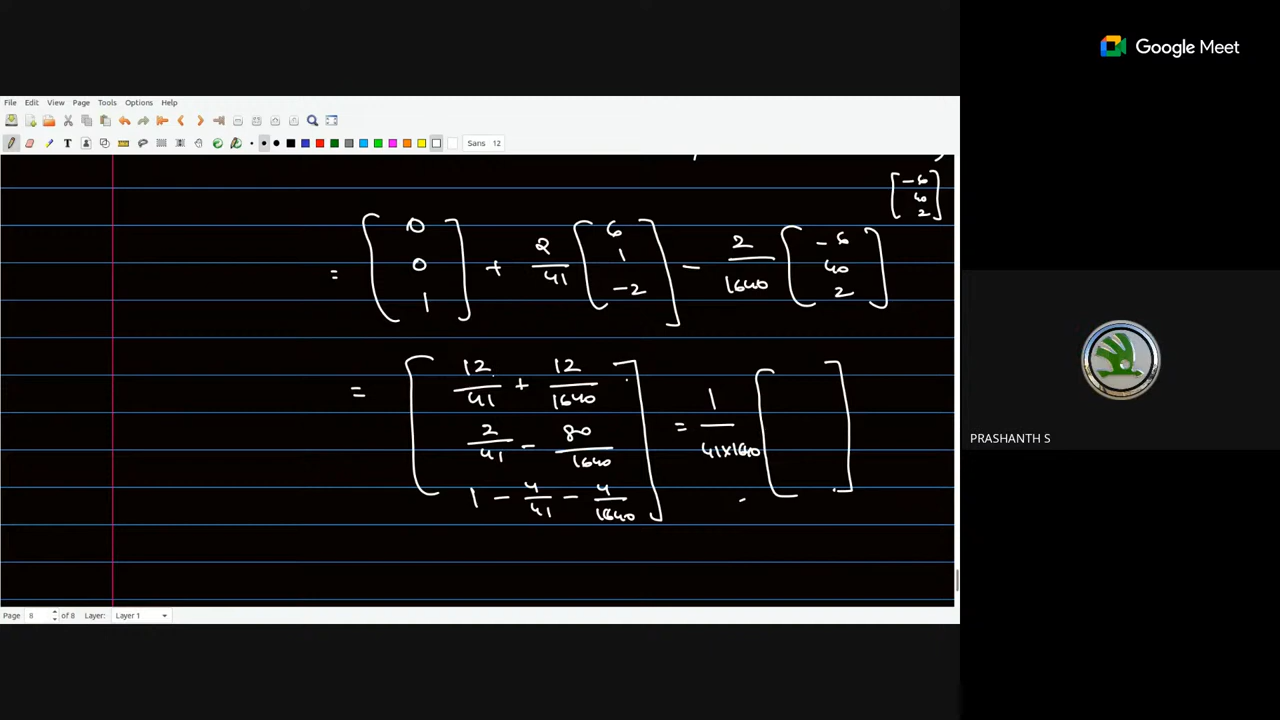 Google Meet
File Edit View Page Tools Options Help
Sans 12
[-6 40 2]
= [0 0 1] + 2/41 [6 1 -2] - 2/1640 [-6 40 2]
= [12/41 + 12/1640
2/41 - 80/1640
1 - 4/41 - 4/1640] = 1/41×1640 [ ]
PRASHANTH S
Page 8 of 8 Layer: Layer 1